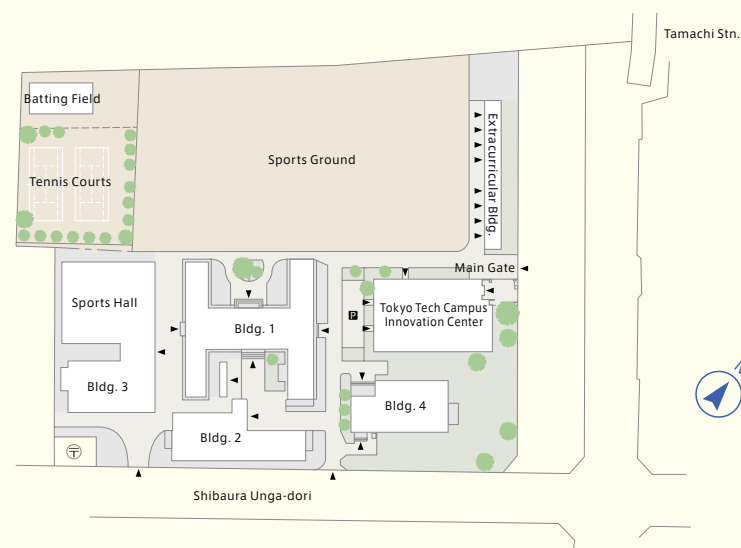 Tamachi Stn.
Batting Field
Extracurricular Bldg.
Sports Ground
Tennis Courts
Main Gate
Sports Hall
Tokyo Tech Campus
Innovation Center
P
Bldg. 1
Bldg. 3
Bldg. 4
Bldg. 2
〒
Shibaura Unga-dori